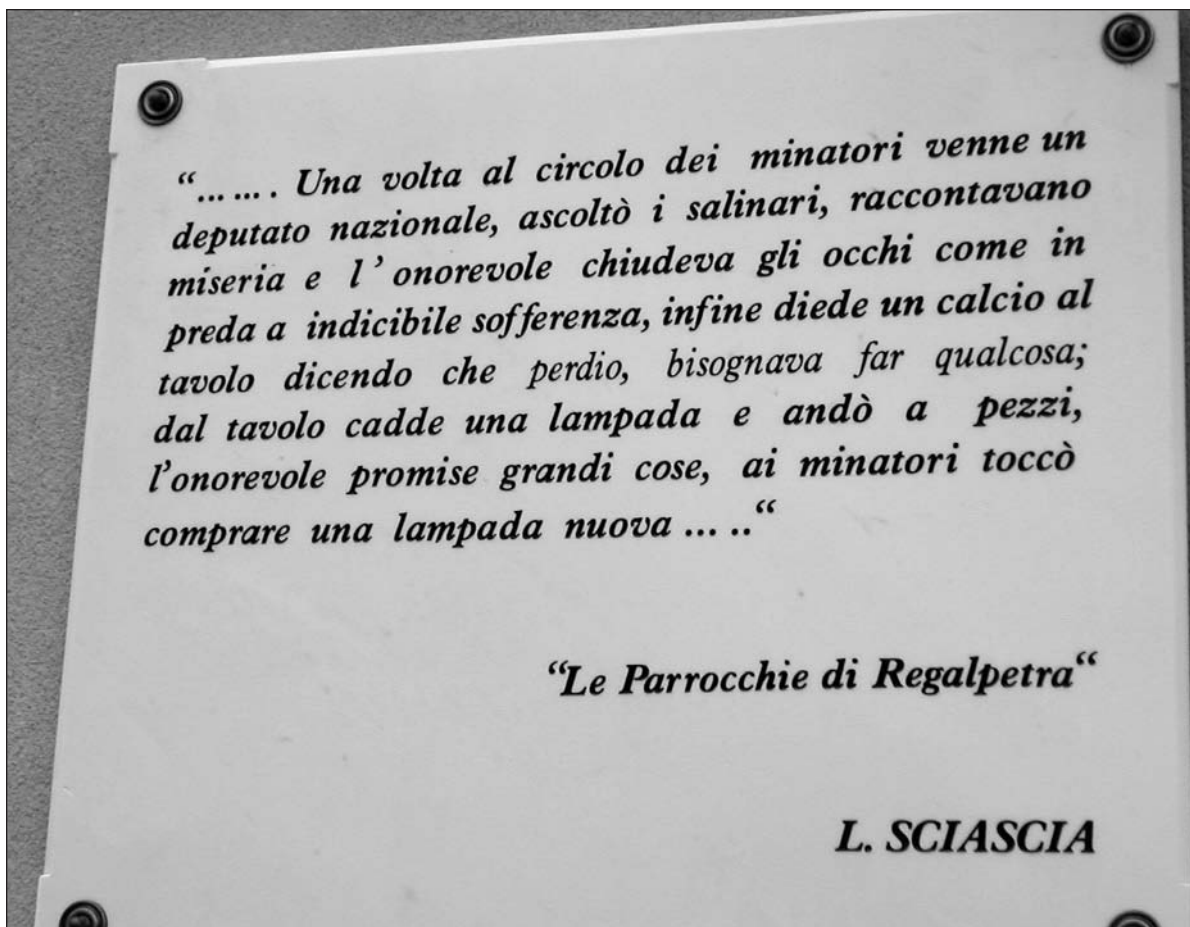 “... ... . Una volta al circolo dei minatori venne un
deputato nazionale, ascoltò i salinari, raccontavano
miseria e l ’ onorevole chiudeva gli occhi come in
preda a indicibile sofferenza, infine diede un calcio al
tavolo dicendo che perdio, bisognava far qualcosa;
dal tavolo cadde una lampada e andò a pezzi,
l’onorevole promise grandi cose, ai minatori toccò
comprare una lampada nuova ... ..“
“Le Parrocchie di Regalpetra“
L. SCIASCIA